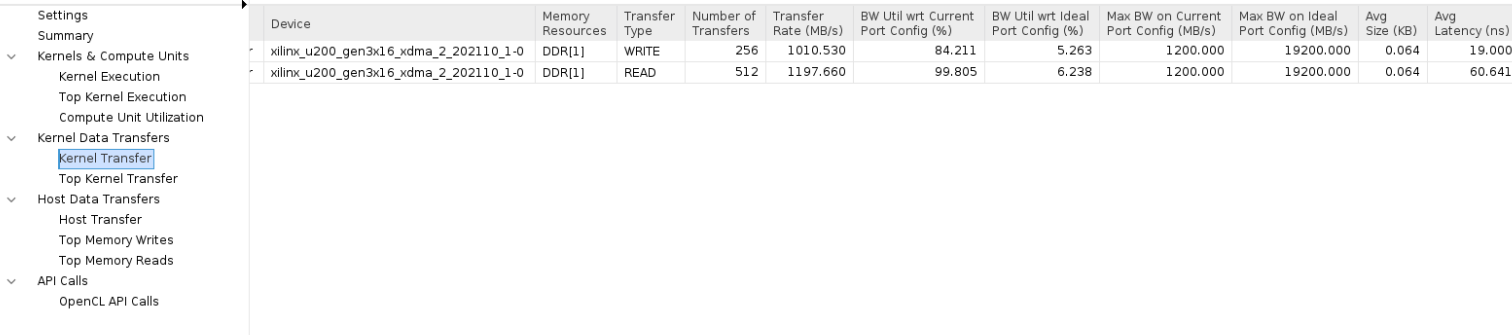 Settings
Summary
Kernels & Compute Units
Kernel Execution
Top Kernel Execution
Compute Unit Utilization
Kernel Data Transfers
Kernel Transfer
Top Kernel Transfer
Host Data Transfers
Host Transfer
Top Memory Writes
Top Memory Reads
API Calls
OpenCL API Calls
Device Memory Resources Transfer Type Number of Transfers Transfer Rate (MB/s) BW Util wrt Current Port Config (%) BW Util wrt Ideal Port Config (%) Max BW on Current Port Config (MB/s) Max BW on Ideal Port Config (MB/s) Avg Size (KB) Avg Latency (ns)
r xilinx_u200_gen3x16_xdma_2_202110_1-0 DDR[1] WRITE 256 1010.530 84.211 5.263 1200.000 19200.000 0.064 19.000
r xilinx_u200_gen3x16_xdma_2_202110_1-0 DDR[1] READ 512 1197.660 99.805 6.238 1200.000 19200.000 0.064 60.641